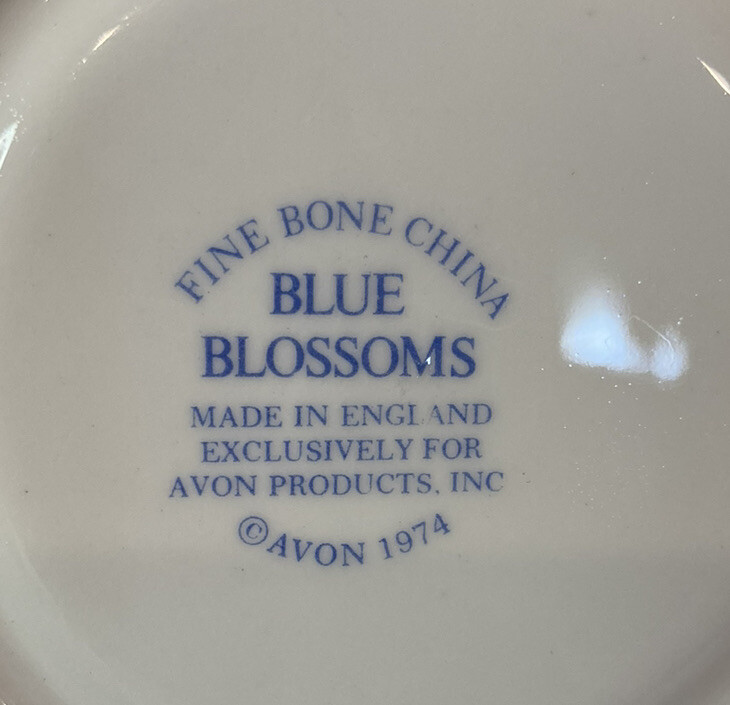 FINE BONE CHINA
BLUE
BLOSSOMS
MADE IN ENGLAND
EXCLUSIVELY FOR
AVON PRODUCTS, INC
©AVON 1974